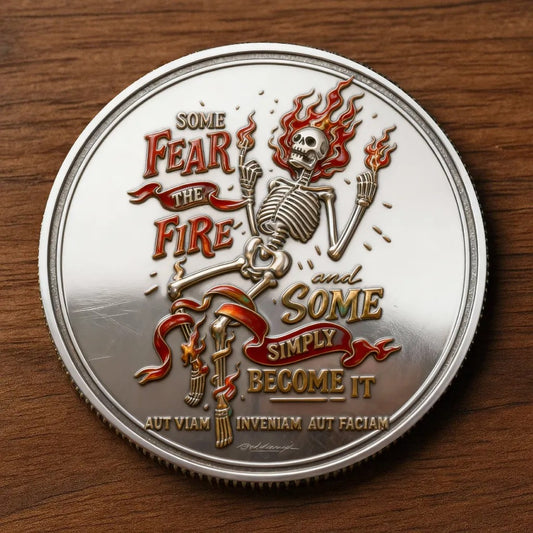 SOME
FEAR
THE
FIRE
and
SOME
SIMPLY
BECOME IT
AUT VIAM INVENIAM AUT FACIAM